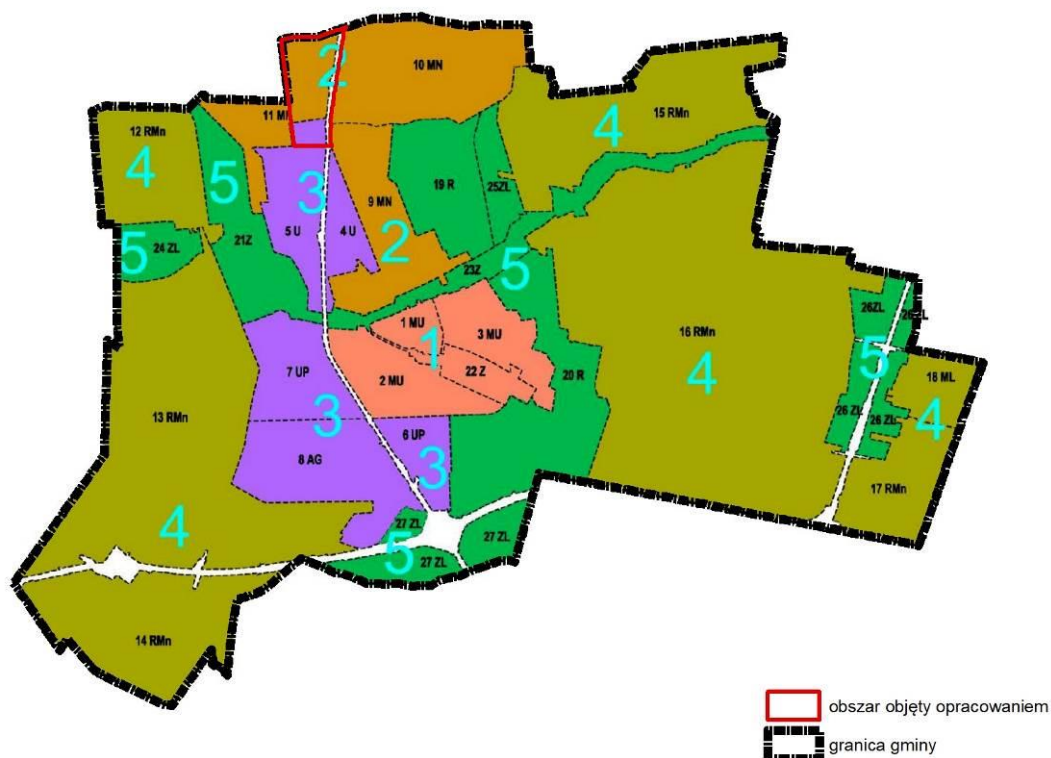 2
10 MN
11 M
12 RMn
4
15 RMn
4
5
19 R
25ZL
3
9 MN
5 U
4 U
2
24 ZL
5
21Z
23Z
5
1 MU
3 MU
1
16 RMn
4
26ZL
26 ZL
5
7 UP
2 MU
22 Z
20 R
18 ML
4
13 RMn
3
6 UP
26 ZL
26 ZL
8 AG
3
17 RMn
4
27 ZL
5
27 ZL
27 ZL
14 RMn
obszar objęty opracowaniem
granica gminy